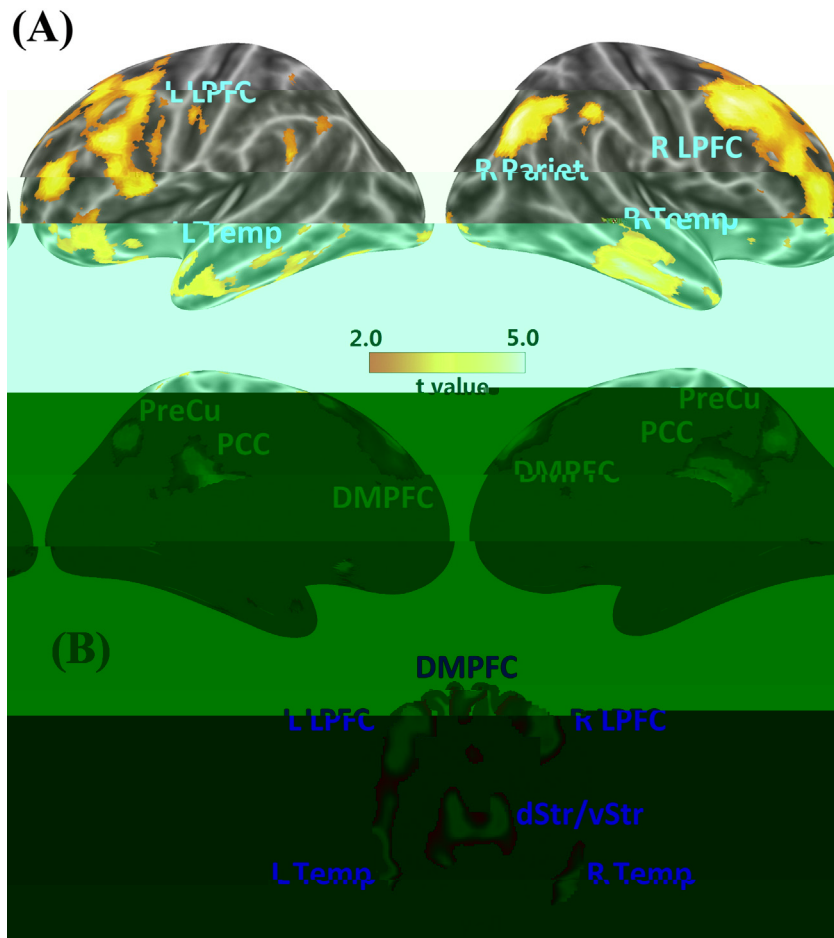 (A)
L LPFC
R LPFC
R Pariet
L Temp
R Temp
2.0 5.0
t value
PreCu
PCC
DMPFC
PreCu
PCC
DMPFC
(B)
DMPFC
L LPFC
R LPFC
dStr/vStr
L Temp
R Temp